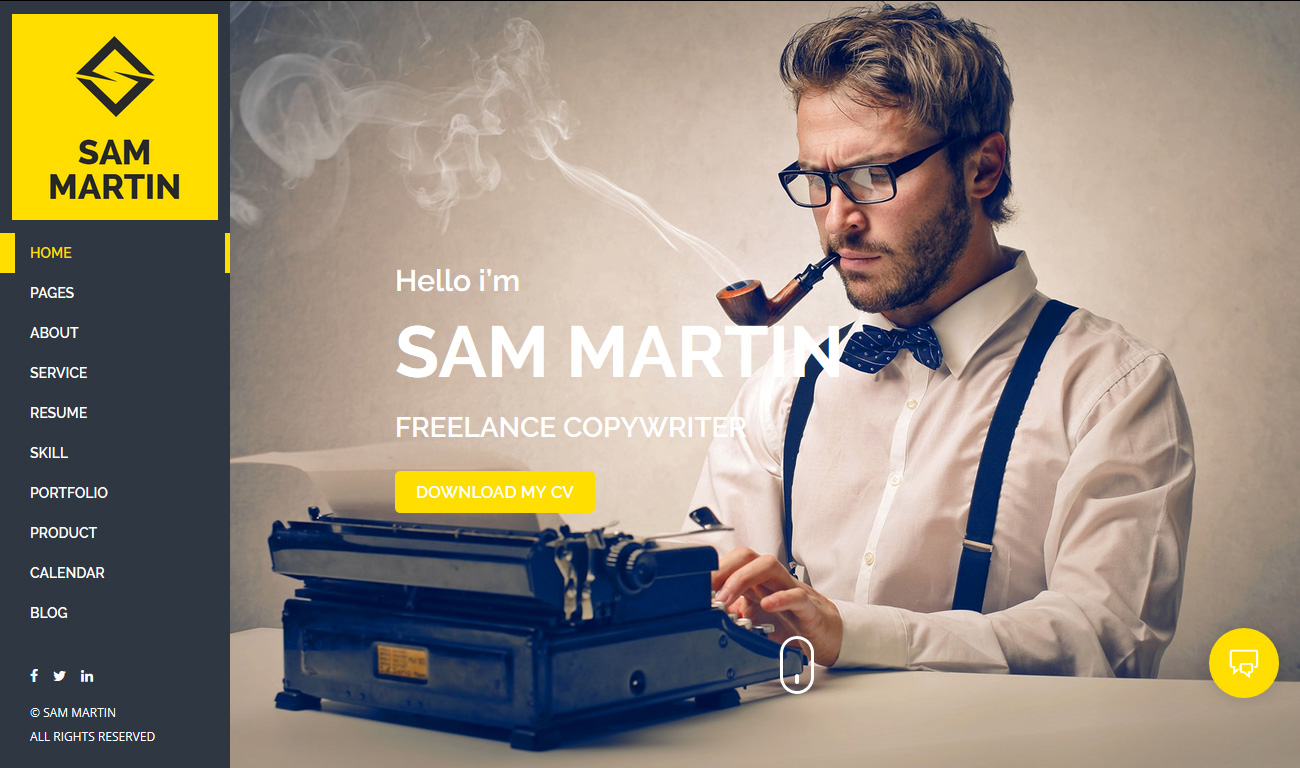 SAM
MARTIN
HOME
PAGES
ABOUT
SERVICE
RESUME
SKILL
PORTFOLIO
PRODUCT
CALENDAR
BLOG
© SAM MARTIN
ALL RIGHTS RESERVED
Hello i’m
SAM MARTIN
FREELANCE COPYWRITER
DOWNLOAD MY CV